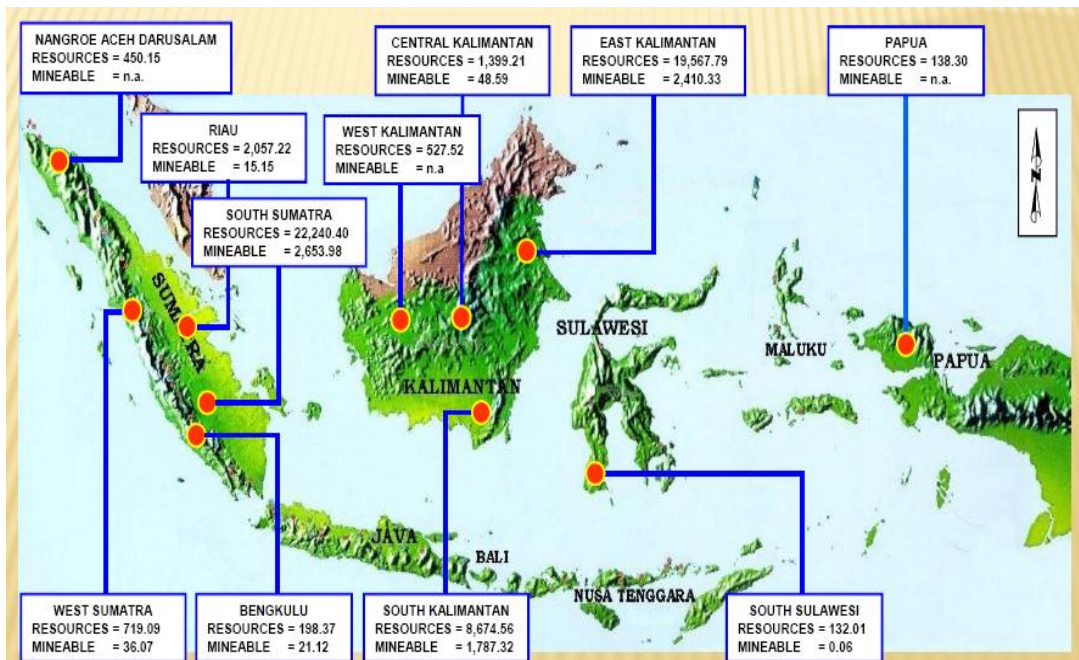 NANGROE ACEH DARUSALAM
RESOURCES = 450.15
MINEABLE = n.a.
CENTRAL KALIMANTAN
RESOURCES = 1,399.21
MINEABLE = 48.59
EAST KALIMANTAN
RESOURCES = 19,567.79
MINEABLE = 2,410.33
PAPUA
RESOURCES = 138.30
MINEABLE = n.a.
RIAU
RESOURCES = 2,057.22
MINEABLE = 15.15
WEST KALIMANTAN
RESOURCES = 527.52
MINEABLE = n.a
SOUTH SUMATRA
RESOURCES = 22,240.40
MINEABLE = 2,653.98
N
SUM RA
SULAWESI
MALUKU
PAPUA
KALIMANTAN
JAVA
BALI
NUSA TENGGARA
WEST SUMATRA
RESOURCES = 719.09
MINEABLE = 36.07
BENGKULU
RESOURCES = 198.37
MINEABLE = 21.12
SOUTH KALIMANTAN
RESOURCES = 8,674.56
MINEABLE = 1,787.32
SOUTH SULAWESI
RESOURCES = 132.01
MINEABLE = 0.06